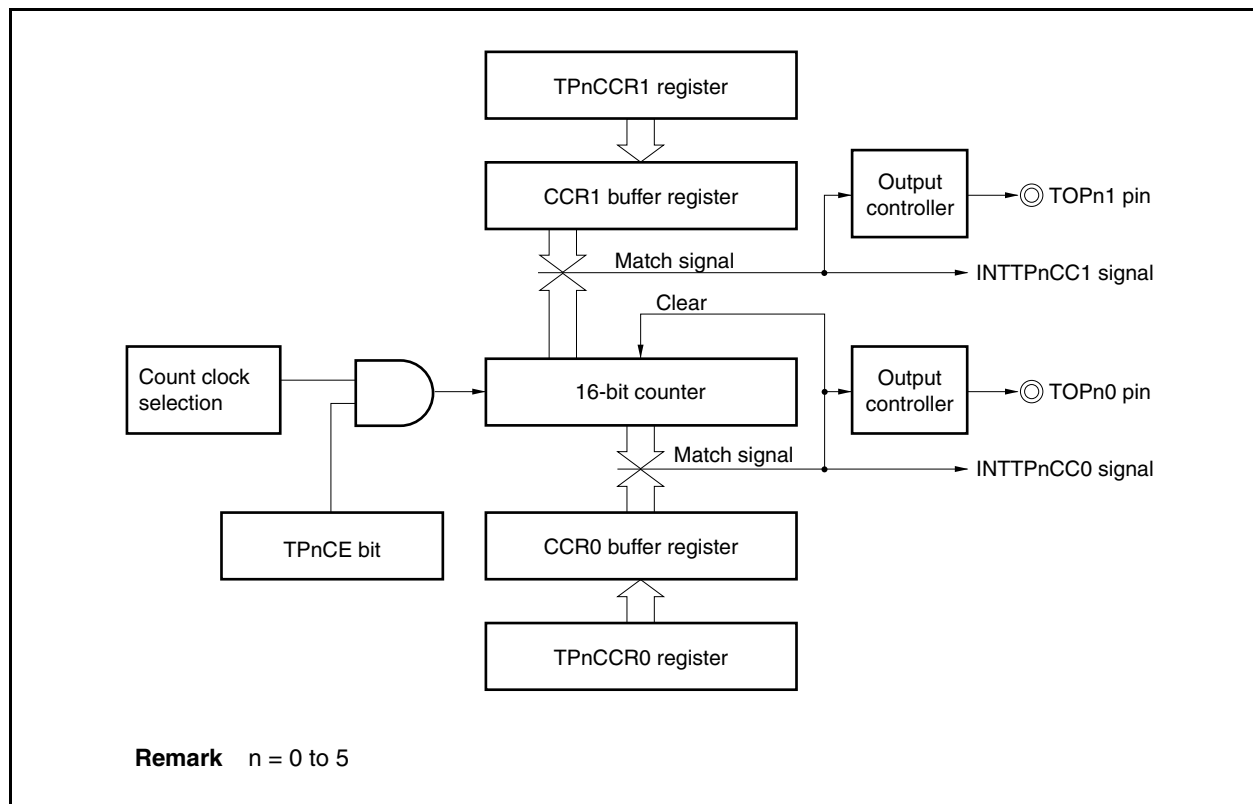 TPnCCR1 register
CCR1 buffer register
Output
controller
TOPn1 pin
Match signal
INTTPnCC1 signal
Clear
Count clock
selection
16-bit counter
Output
controller
TOPn0 pin
Match signal
INTTPnCC0 signal
TPnCE bit
CCR0 buffer register
TPnCCR0 register
Remark n = 0 to 5